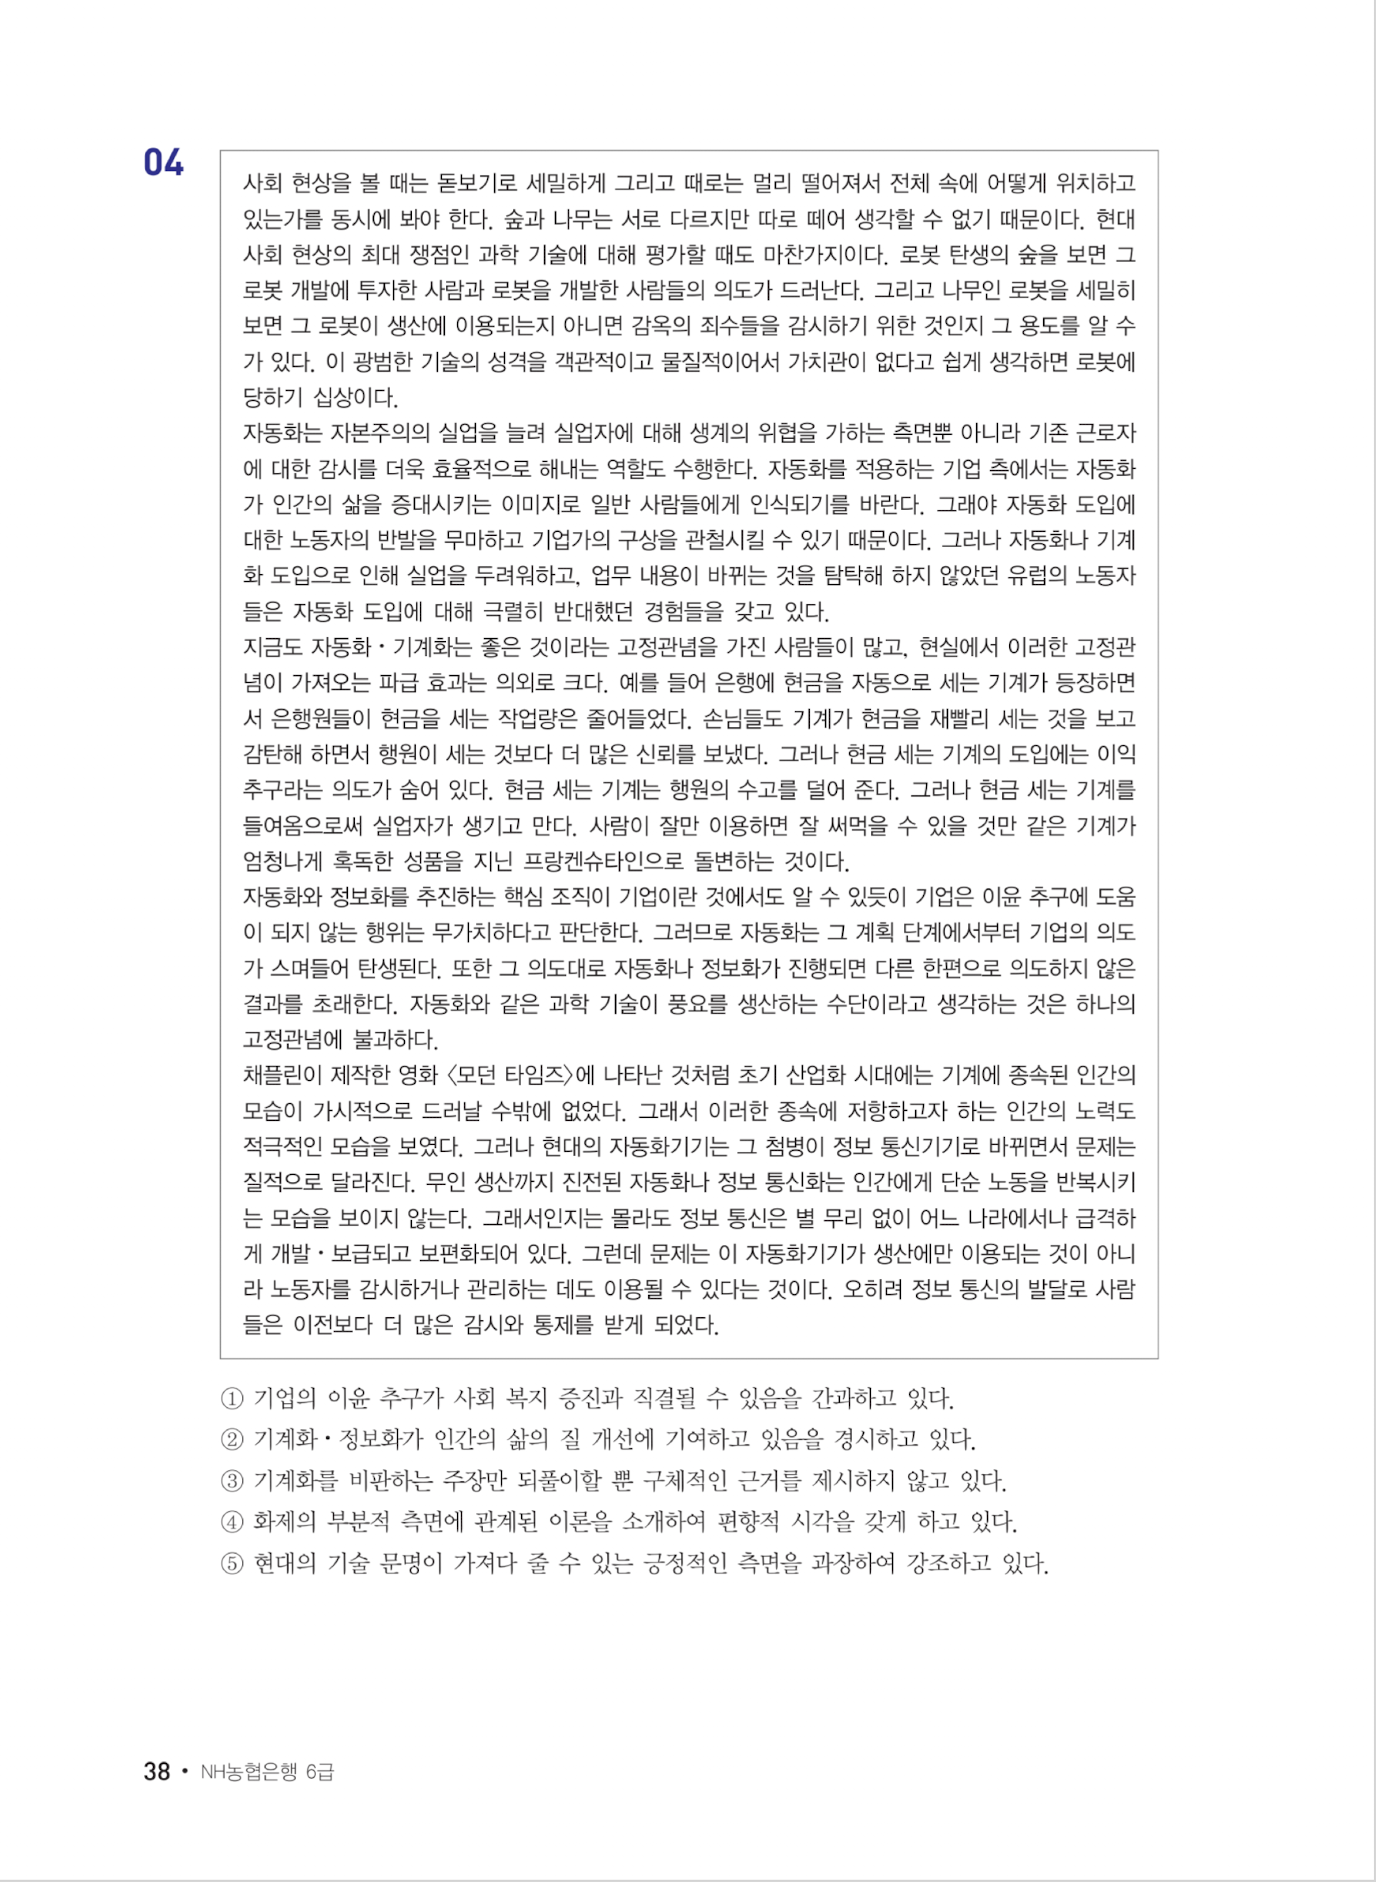 04
사회 현상을 볼 때는 돋보기로 세밀하게 그리고 때로는 멀리 떨어져서 전체 속에 어떻게 위치하고
있는가를 동시에 봐야 한다. 숲과 나무는 서로 다르지만 따로 떼어 생각할 수 없기 때문이다. 현대
사회 현상의 최대 쟁점인 과학 기술에 대해 평가할 때도 마찬가지이다. 로봇 탄생의 숲을 보면 그
로봇 개발에 투자한 사람과 로봇을 개발한 사람들의 의도가 드러난다. 그리고 나무인 로봇을 세밀히
보면 그 로봇이 생산에 이용되는지 아니면 감옥의 죄수들을 감시하기 위한 것인지 그 용도를 알 수
가 있다. 이 광범한 기술의 성격을 객관적이고 물질적이어서 가치관이 없다고 쉽게 생각하면 로봇에
당하기 십상이다.
자동화는 자본주의의 실업을 늘려 실업자에 대해 생계의 위협을 가하는 측면뿐 아니라 기존 근로자
에 대한 감시를 더욱 효율적으로 해내는 역할도 수행한다. 자동화를 적용하는 기업 측에서는 자동화
가 인간의 삶을 증대시키는 이미지로 일반 사람들에게 인식되기를 바란다. 그래야 자동화 도입에
대한 노동자의 반발을 무마하고 기업가의 구상을 관철시킬 수 있기 때문이다. 그러나 자동화나 기계
화 도입으로 인해 실업을 두려워하고, 업무 내용이 바뀌는 것을 탐탁해 하지 않았던 유럽의 노동자
들은 자동화 도입에 대해 극렬히 반대했던 경험들을 갖고 있다.
지금도 자동화・기계화는 좋은 것이라는 고정관념을 가진 사람들이 많고, 현실에서 이러한 고정관
념이 가져오는 파급 효과는 의외로 크다. 예를 들어 은행에 현금을 자동으로 세는 기계가 등장하면
서 은행원들이 현금을 세는 작업량은 줄어들었다. 손님들도 기계가 현금을 재빨리 세는 것을 보고
감탄해 하면서 행원이 세는 것보다 더 많은 신뢰를 보냈다. 그러나 현금 세는 기계의 도입에는 이익
추구라는 의도가 숨어 있다. 현금 세는 기계는 행원의 수고를 덜어 준다. 그러나 현금 세는 기계를
들여옴으로써 실업자가 생기고 만다. 사람이 잘만 이용하면 잘 써먹을 수 있을 것만 같은 기계가
엄청나게 혹독한 성품을 지닌 프랑켄슈타인으로 돌변하는 것이다.
자동화와 정보화를 추진하는 핵심 조직이 기업이란 것에서도 알 수 있듯이 기업은 이윤 추구에 도움
이 되지 않는 행위는 무가치하다고 판단한다. 그러므로 자동화는 그 계획 단계에서부터 기업의 의도
가 스며들어 탄생된다. 또한 그 의도대로 자동화나 정보화가 진행되면 다른 한편으로 의도하지 않은
결과를 초래한다. 자동화와 같은 과학 기술이 풍요를 생산하는 수단이라고 생각하는 것은 하나의
고정관념에 불과하다.
채플린이 제작한 영화 〈모던 타임즈〉에 나타난 것처럼 초기 산업화 시대에는 기계에 종속된 인간의
모습이 가시적으로 드러날 수밖에 없었다. 그래서 이러한 종속에 저항하고자 하는 인간의 노력도
적극적인 모습을 보였다. 그러나 현대의 자동화기기는 그 첨병이 정보 통신기기로 바뀌면서 문제는
질적으로 달라진다. 무인 생산까지 진전된 자동화나 정보 통신화는 인간에게 단순 노동을 반복시키
는 모습을 보이지 않는다. 그래서인지는 몰라도 정보 통신은 별 무리 없이 어느 나라에서나 급격하
게 개발・보급되고 보편화되어 있다. 그런데 문제는 이 자동화기기가 생산에만 이용되는 것이 아니
라 노동자를 감시하거나 관리하는 데도 이용될 수 있다는 것이다. 오히려 정보 통신의 발달로 사람
들은 이전보다 더 많은 감시와 통제를 받게 되었다.
① 기업의 이윤 추구가 사회 복지 증진과 직결될 수 있음을 간과하고 있다.
② 기계화・정보화가 인간의 삶의 질 개선에 기여하고 있음을 경시하고 있다.
③ 기계화를 비판하는 주장만 되풀이할 뿐 구체적인 근거를 제시하지 않고 있다.
④ 화제의 부분적 측면에 관계된 이론을 소개하여 편향적 시각을 갖게 하고 있다.
⑤ 현대의 기술 문명이 가져다 줄 수 있는 긍정적인 측면을 과장하여 강조하고 있다.
38 • NH농협은행 6급